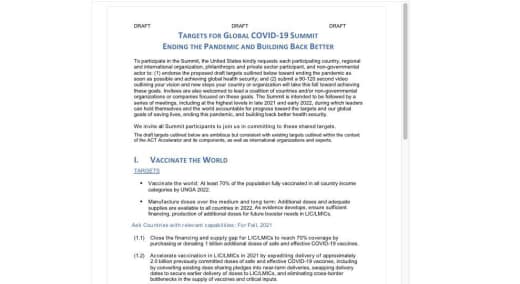 DRAFT DRAFT DRAFT
TARGETS FOR GLOBAL COVID-19 SUMMIT
ENDING THE PANDEMIC AND BUILDING BACK BETTER
To participate in the Summit, the United States kindly requests each participating country, regional
and international organization, philanthropic and private sector participant, and non-governmental
actor to: (1) endorse the proposed draft targets outlined below toward ending the pandemic as
soon as possible and achieving global health security; and (2) submit a 90-120 second video
outlining your vision and new steps your country or organization will take this fall toward achieving
these goals. Invitees are also welcomed to lead a coalition of countries and/or non-governmental
organizations or companies focused on these goals. The Summit is intended to be followed by a
series of meetings, including at the highest levels in late 2021 and early 2022, during which leaders
can hold themselves and the world accountable for progress toward the targets and our global
goals of saving lives, ending this pandemic, and building back better health security.
We invite all Summit participants to join us in committing to these shared targets.
The draft targets outlined below are ambitious but consistent with existing targets outlined within the context
of the ACT Accelerator and its components, as well as international organizations and experts.
I. VACCINATE THE WORLD
TARGETS
• Vaccinate the world: At least 70% of the population fully vaccinated in all country income
categories by UNGA 2022.
• Manufacture doses over the medium and long term: Additional doses and adequate
supplies are available to all countries in 2022. As evidence develops, ensure sufficient
financing, production of additional doses for future booster needs in LIC/LMICs.
Ask Countries with relevant capabilities: For Fall, 2021
(1.1) Close the financing and supply gap for LIC/LMICs to reach 70% coverage by
purchasing or donating 1 billion additional doses of safe and effective COVID-19 vaccines.
(1.2) Accelerate vaccination in LIC/LMICs in 2021 by expediting delivery of approximately
2.0 billion previously committed doses of safe and effective COVID-19 vaccines, including
by converting existing dose sharing pledges into near-term deliveries, swapping delivery
dates to secure earlier delivery of doses to LIC/LMICs, and eliminating cross-border
bottlenecks in the supply of vaccines and critical inputs.